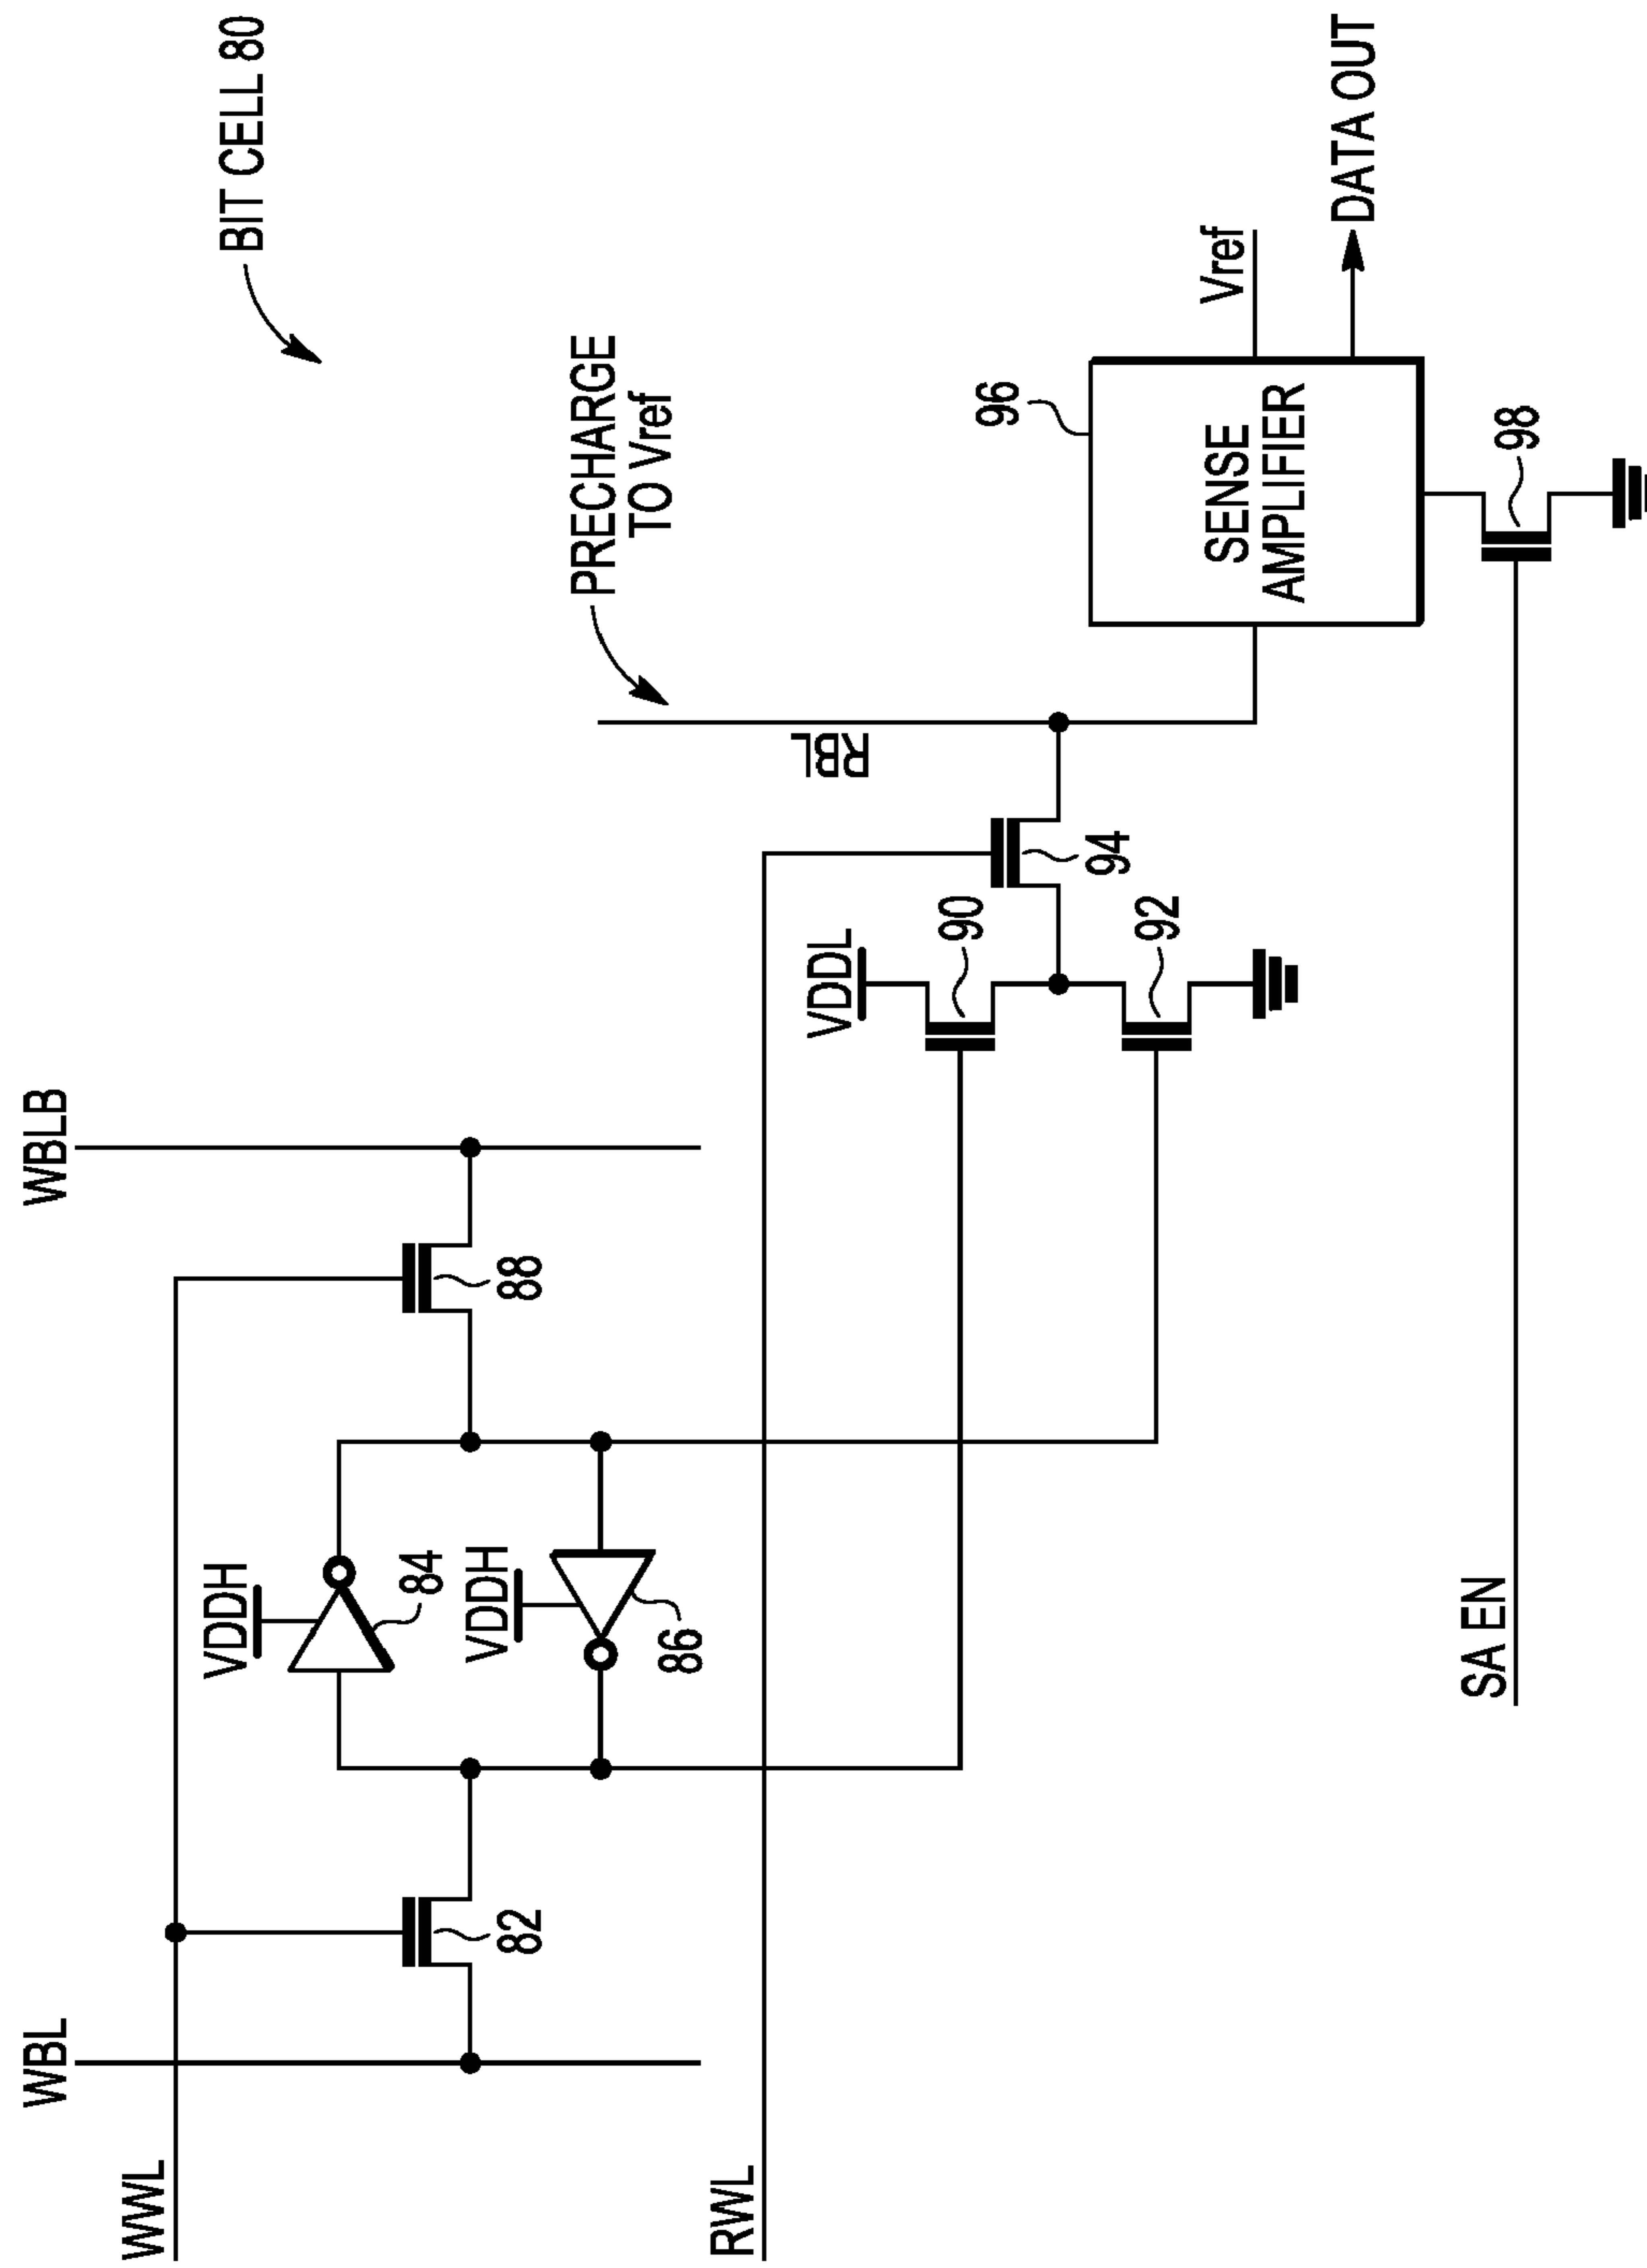 BIT CELL 80
WBL
WBLB
WWL
VDDH
84
PRECHARGE
TO Vref
82
VDDH
88
86
RWL
RBL
VDDL
90
94
92
96
Vref
SENSE
AMPLIFIER
DATA OUT
SA EN
98